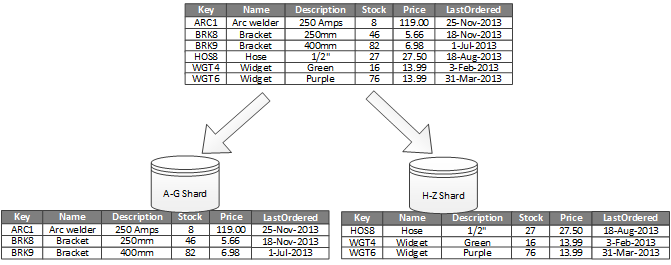 Key Name Description Stock Price LastOrdered
ARC1 Arc welder 250 Amps 8 119.00 25-Nov-2013
BRK8 Bracket 250mm 46 5.66 18-Nov-2013
BRK9 Bracket 400mm 82 6.98 1-Jul-2013
HOS8 Hose 1/2" 27 27.50 18-Aug-2013
WGT4 Widget Green 16 13.99 3-Feb-2013
WGT6 Widget Purple 76 13.99 31-Mar-2013
A-G Shard
Key Name Description Stock Price LastOrdered
ARC1 Arc welder 250 Amps 8 119.00 25-Nov-2013
BRK8 Bracket 250mm 46 5.66 18-Nov-2013
BRK9 Bracket 400mm 82 6.98 1-Jul-2013
H-Z Shard
Key Name Description Stock Price LastOrdered
HOS8 Hose 1/2" 27 27.50 18-Aug-2013
WGT4 Widget Green 16 13.99 3-Feb-2013
WGT6 Widget Purple 76 13.99 31-Mar-2013